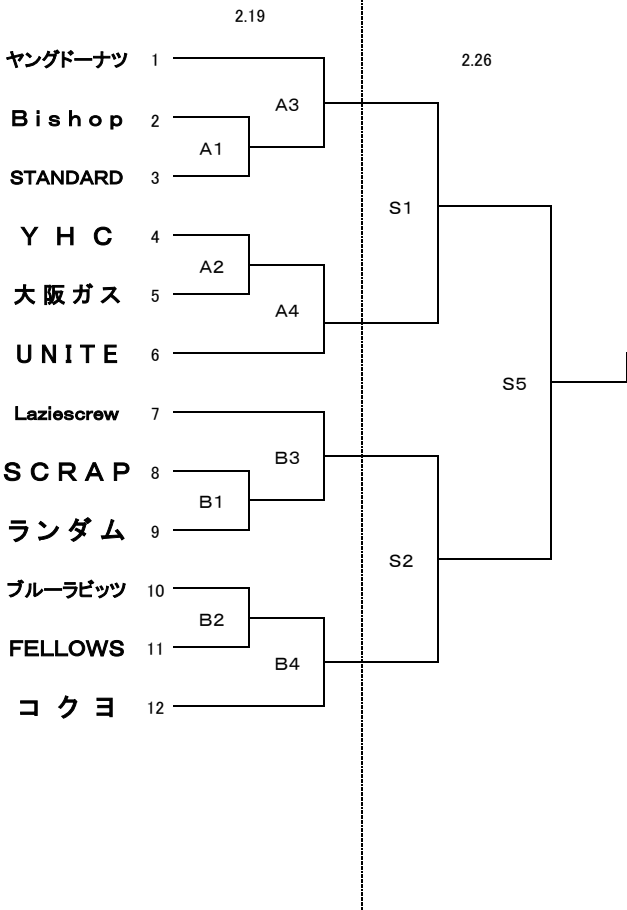 2.19
ヤングドーナツ 1
2.26
A3
Bishop 2
A1
STANDARD 3
S1
YHC 4
A2
大阪ガス 5
A4
UNITE 6
S5
Laziescrew 7
B3
SCRAP 8
B1
ランダム 9
S2
ブルーラビッツ 10
B2
FELLOWS 11
B4
コクヨ 12